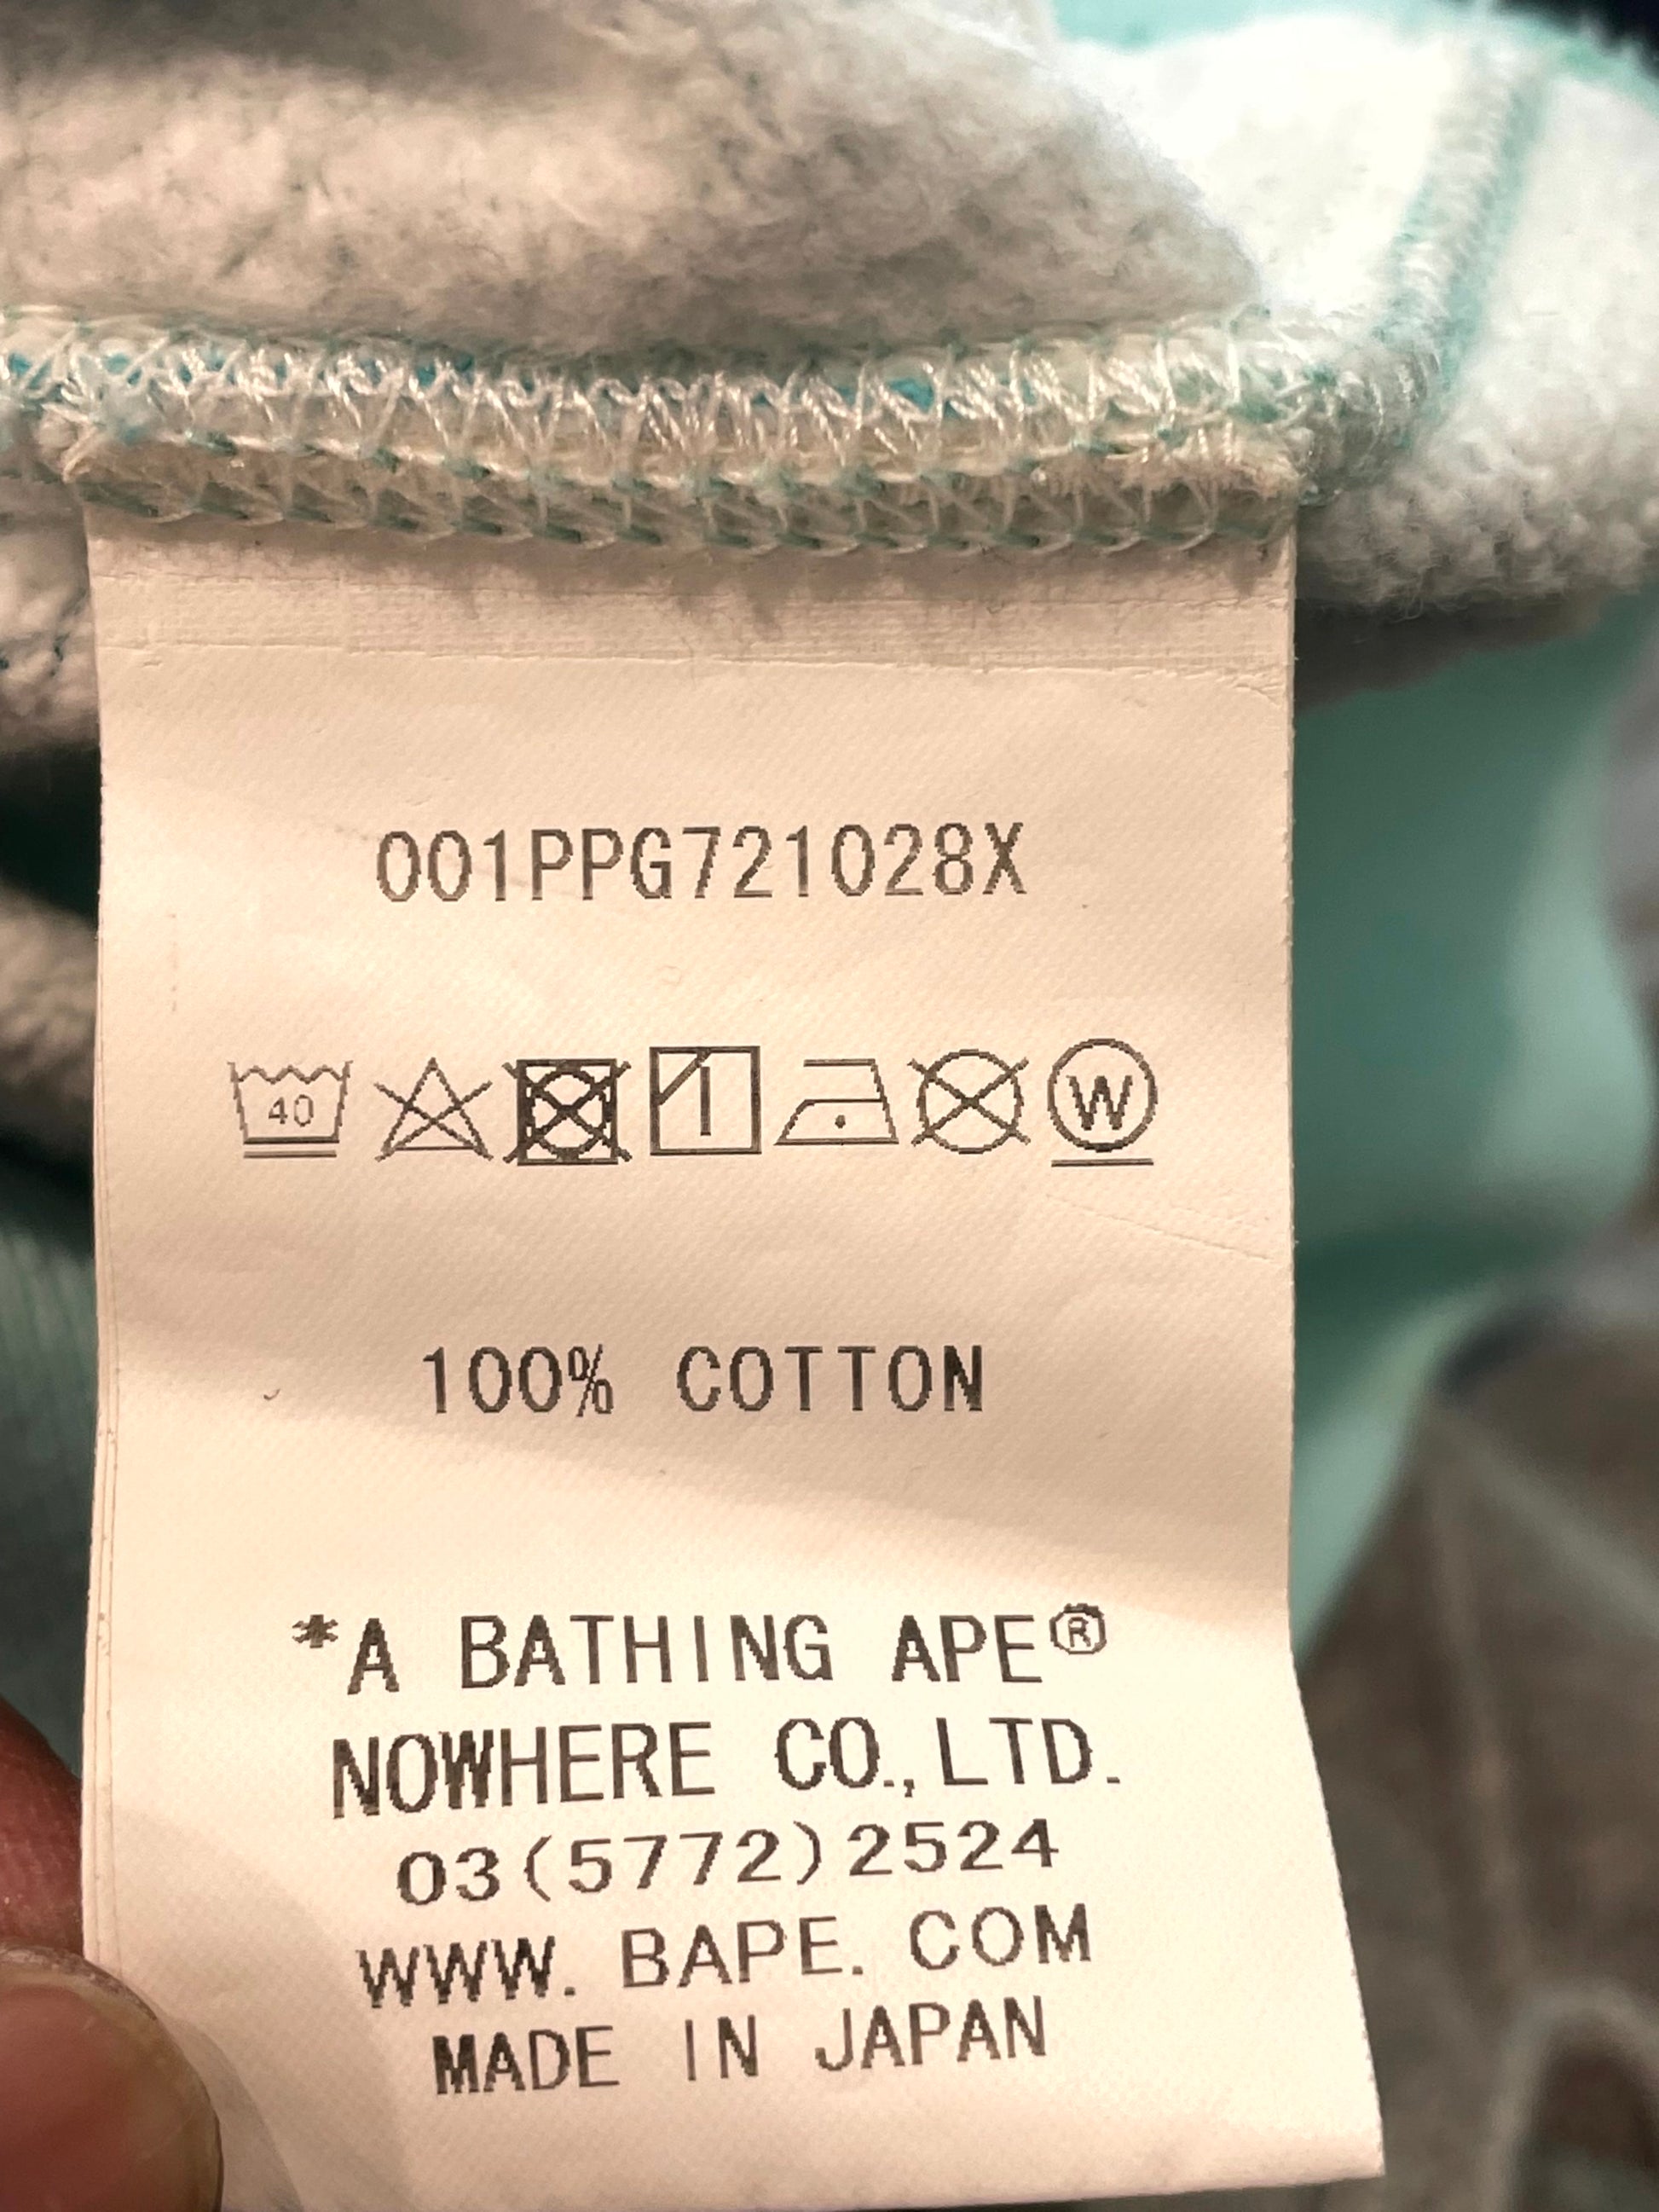 001PPG721028X
40
W
100% COTTON
*A BATHING APE®
NOWHERE CO.,LTD.
03(5772)2524
WWW. BAPE. COM
MADE IN JAPAN